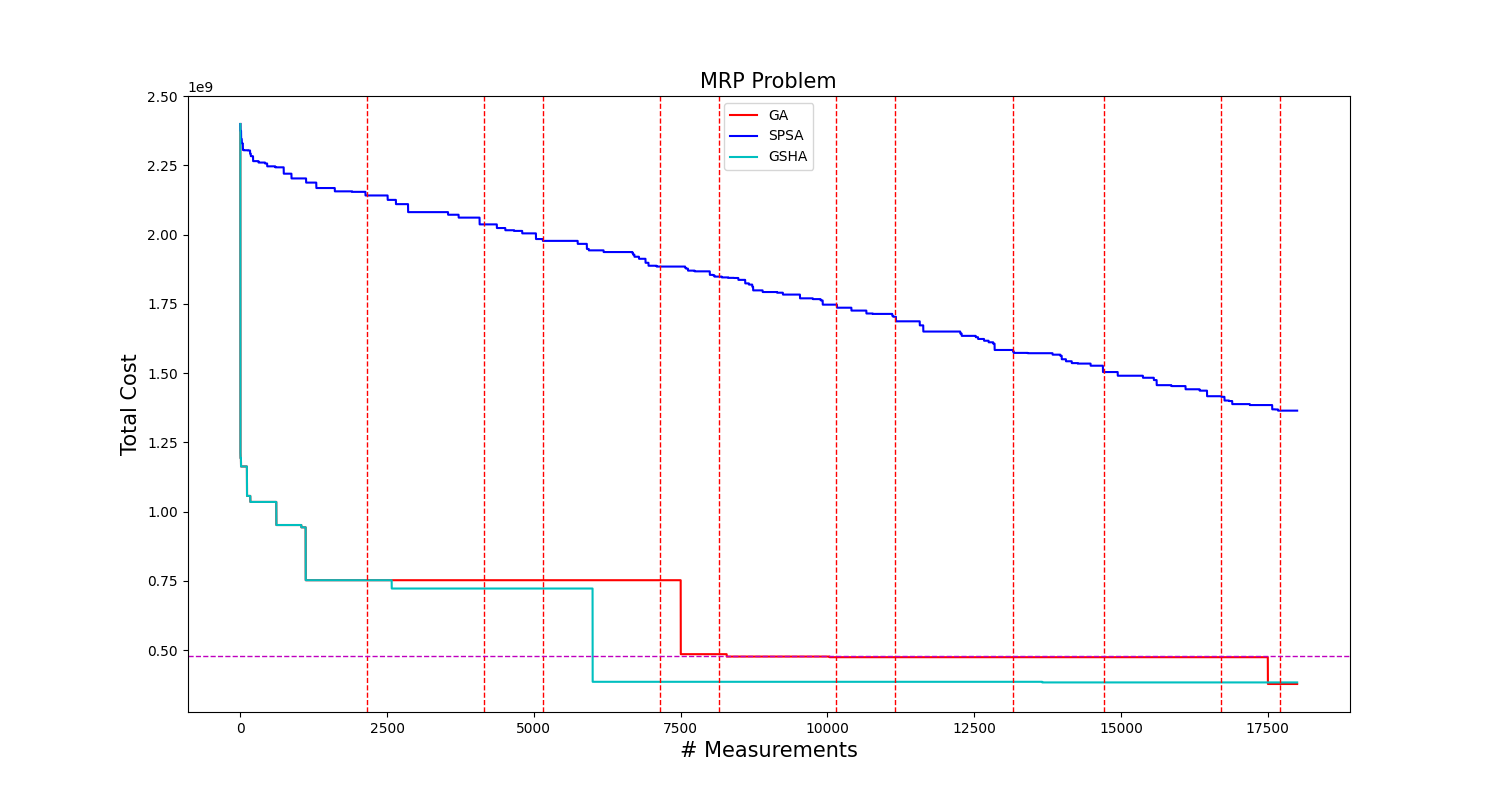 MRP Problem
1e9
2.50
2.25
2.00
1.75
1.50
1.25
1.00
0.75
0.50
Total Cost
GA
SPSA
GSHA
0 2500 5000 7500 10000 12500 15000 17500
# Measurements